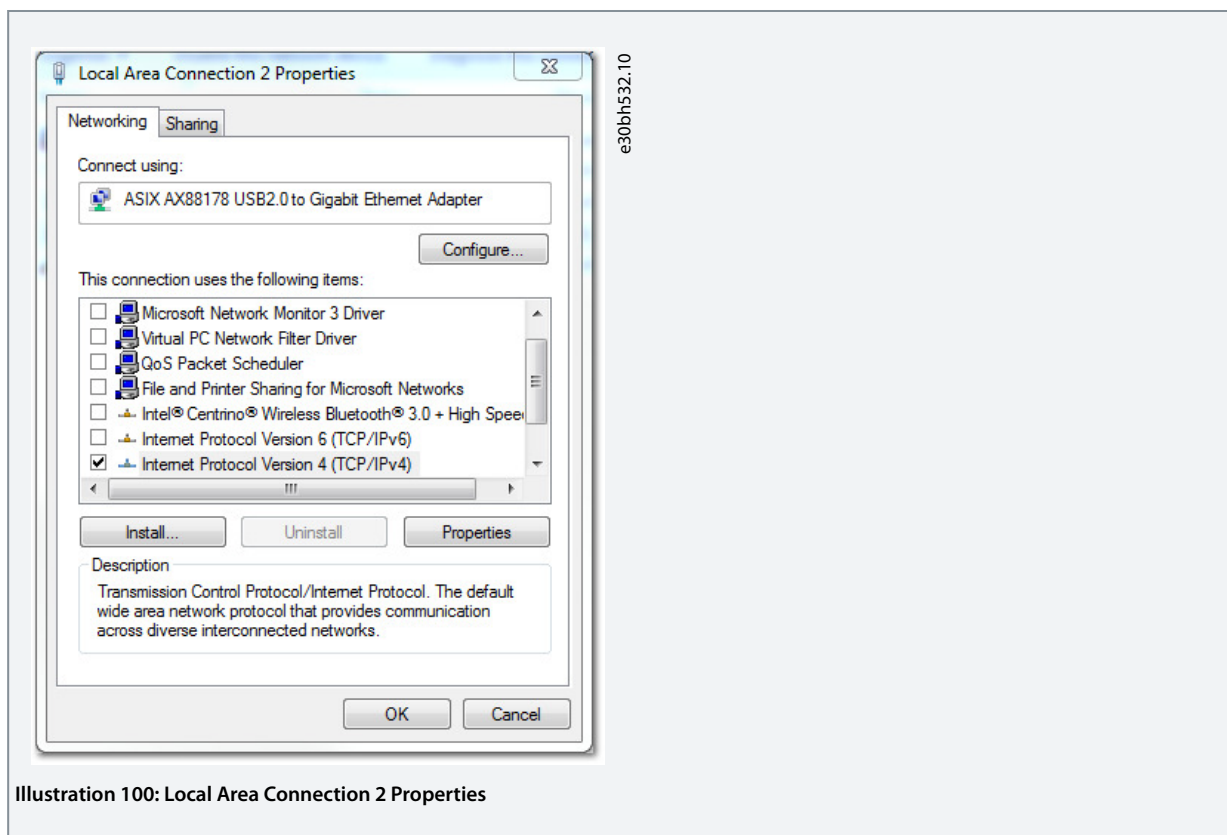 Local Area Connection 2 Properties
e30bh532.10
Networking
Sharing
Connect using:
ASIX AX88178 USB2.0 to Gigabit Ethernet Adapter
Configure...
This connection uses the following items:
Microsoft Network Monitor 3 Driver
Virtual PC Network Filter Driver
QoS Packet Scheduler
File and Printer Sharing for Microsoft Networks
Intel® Centrino® Wireless Bluetooth® 3.0 + High Spee
Internet Protocol Version 6 (TCP/IPv6)
Internet Protocol Version 4 (TCP/IPv4)
Install...
Uninstall
Properties
Description
Transmission Control Protocol/Internet Protocol. The default
wide area network protocol that provides communication
across diverse interconnected networks.
OK
Cancel
Illustration 100: Local Area Connection 2 Properties